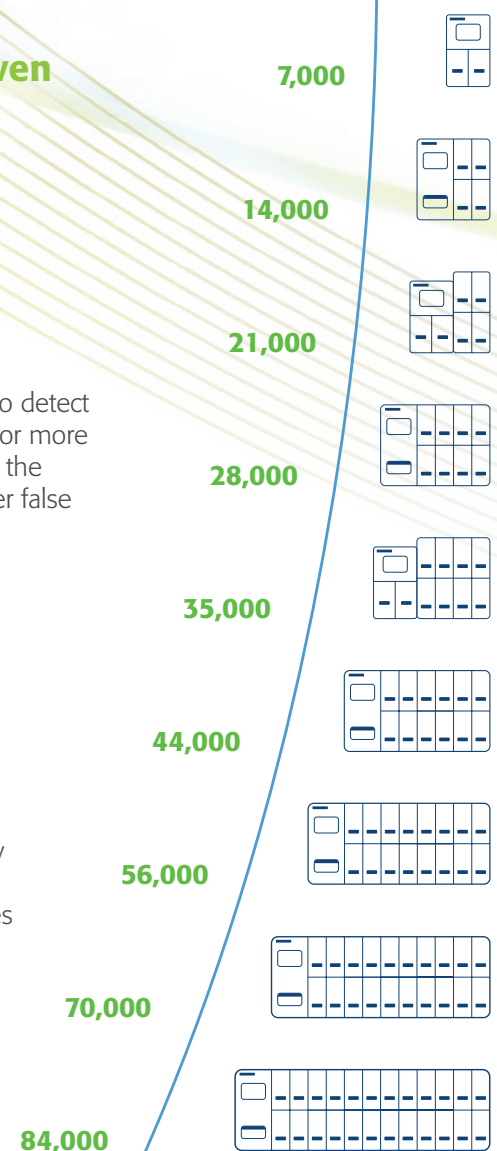 ven
7,000
14,000
21,000
o detect
or more
the
er false
28,000
35,000
44,000
y
56,000
es
70,000
84,000